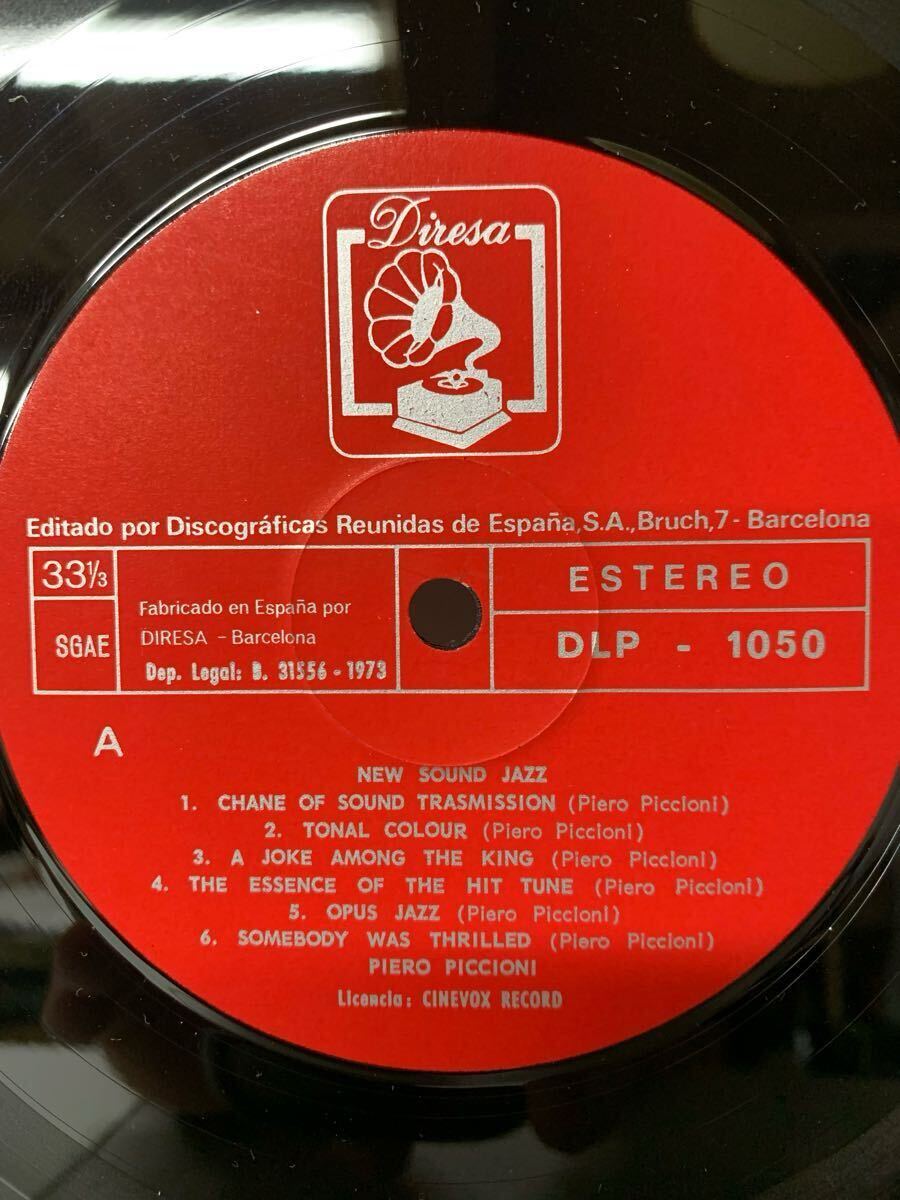 Diresa
Editado por Discográficas Reunidas de España, S.A., Bruch, 7 - Barcelona
33⅓
SGAE
Fabricado en España por
DIRESA - Barcelona
Dep. Legal: B. 31556 - 1973
ESTEREO
DLP - 1050
A
NEW SOUND JAZZ
1. CHANE OF SOUND TRASMISSION (Piero Piccioni)
2. TONAL COLOUR (Piero Piccioni)
3. A JOKE AMONG THE KING (Piero Piccioni)
4. THE ESSENCE OF THE HIT TUNE (Piero Piccioni)
5. OPUS JAZZ (Piero Piccioni)
6. SOMEBODY WAS THRILLED (Piero Piccioni)
PIERO PICCIONI
Licencia: CINEVOX RECORD